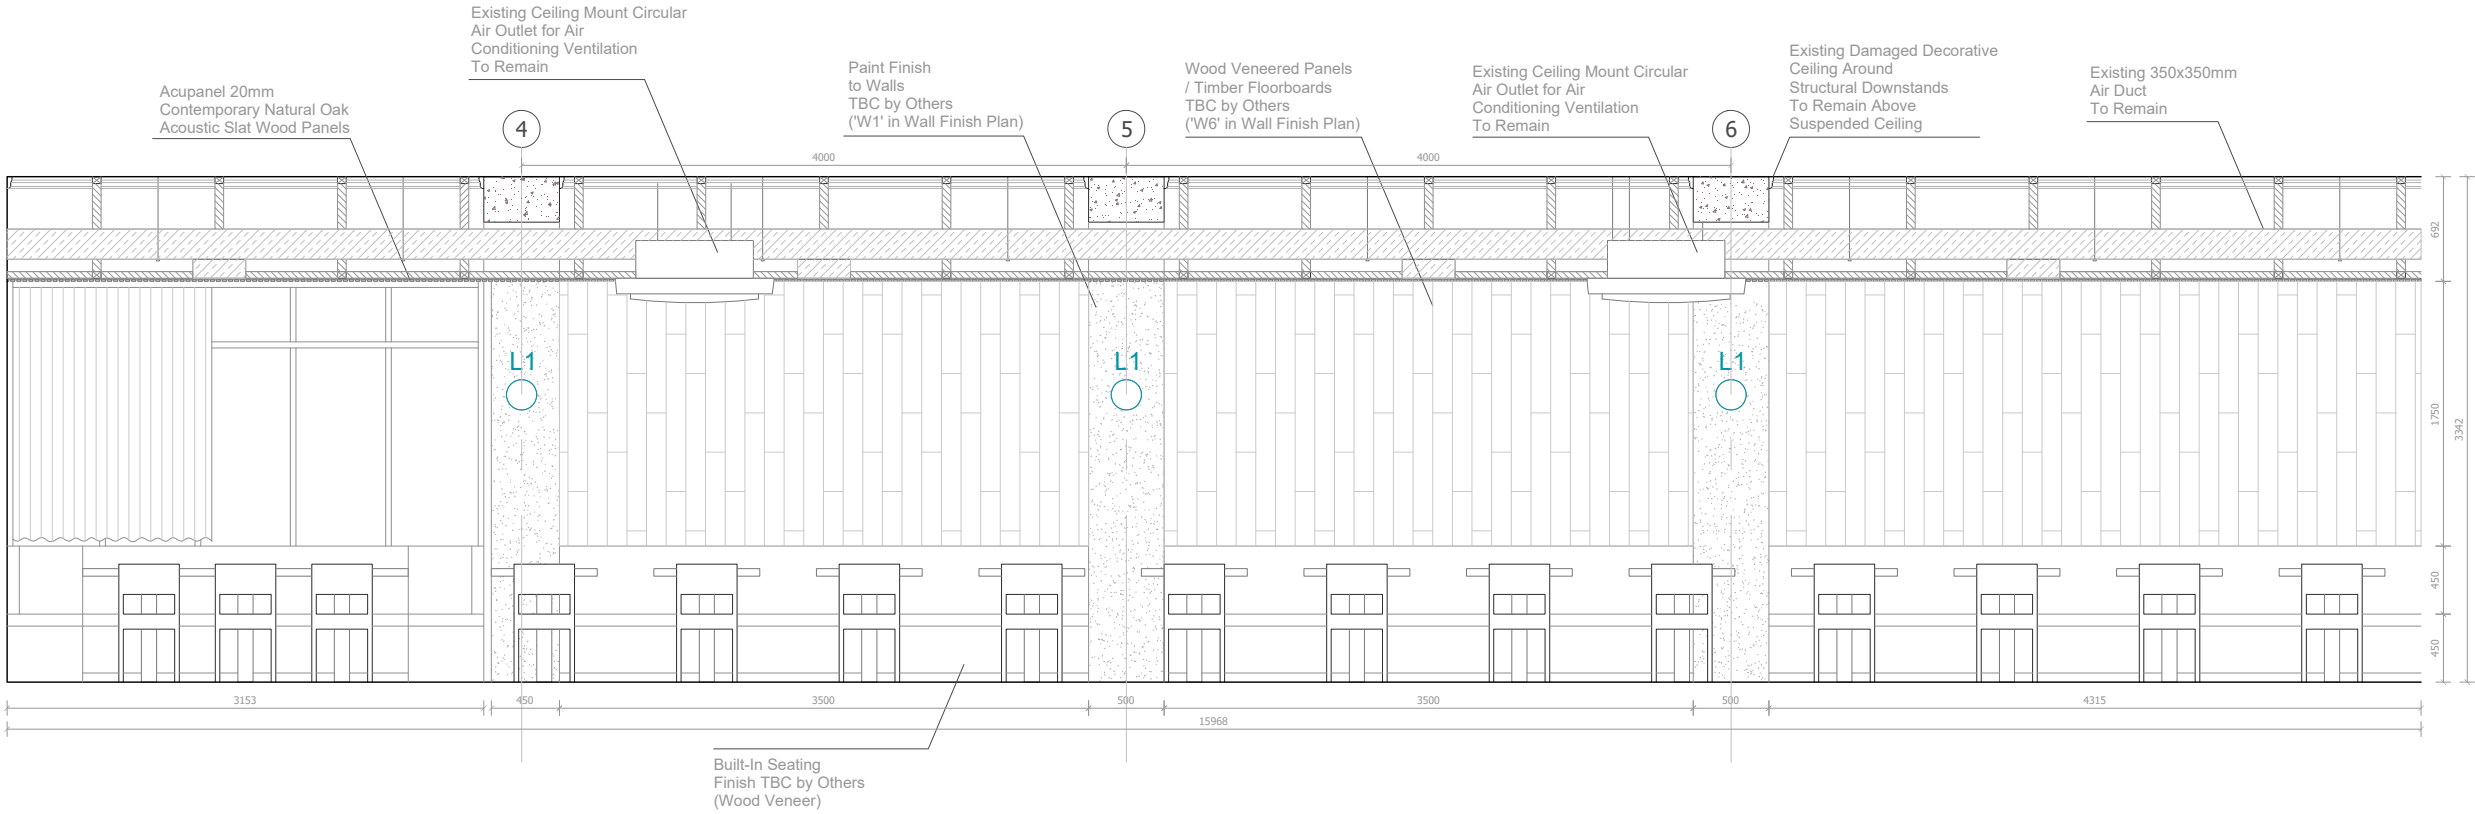 Existing Ceiling Mount Circular
Air Outlet for Air
Conditioning Ventilation
To Remain
Acupanel 20mm
Contemporary Natural Oak
Acoustic Slat Wood Panels
Paint Finish
to Walls
TBC by Others
('W1' in Wall Finish Plan)
Wood Veneered Panels
/ Timber Floorboards
TBC by Others
('W6' in Wall Finish Plan)
Existing Ceiling Mount Circular
Air Outlet for Air
Conditioning Ventilation
To Remain
Existing Damaged Decorative
Ceiling Around
Structural Downstands
To Remain Above
Suspended Ceiling
Existing 350x350mm
Air Duct
To Remain
4
5
6
4000
4000
692
1750
3342
450
450
L1
L1
L1
3153
450
3500
500
3500
500
4315
15968
Built-In Seating
Finish TBC by Others
(Wood Veneer)